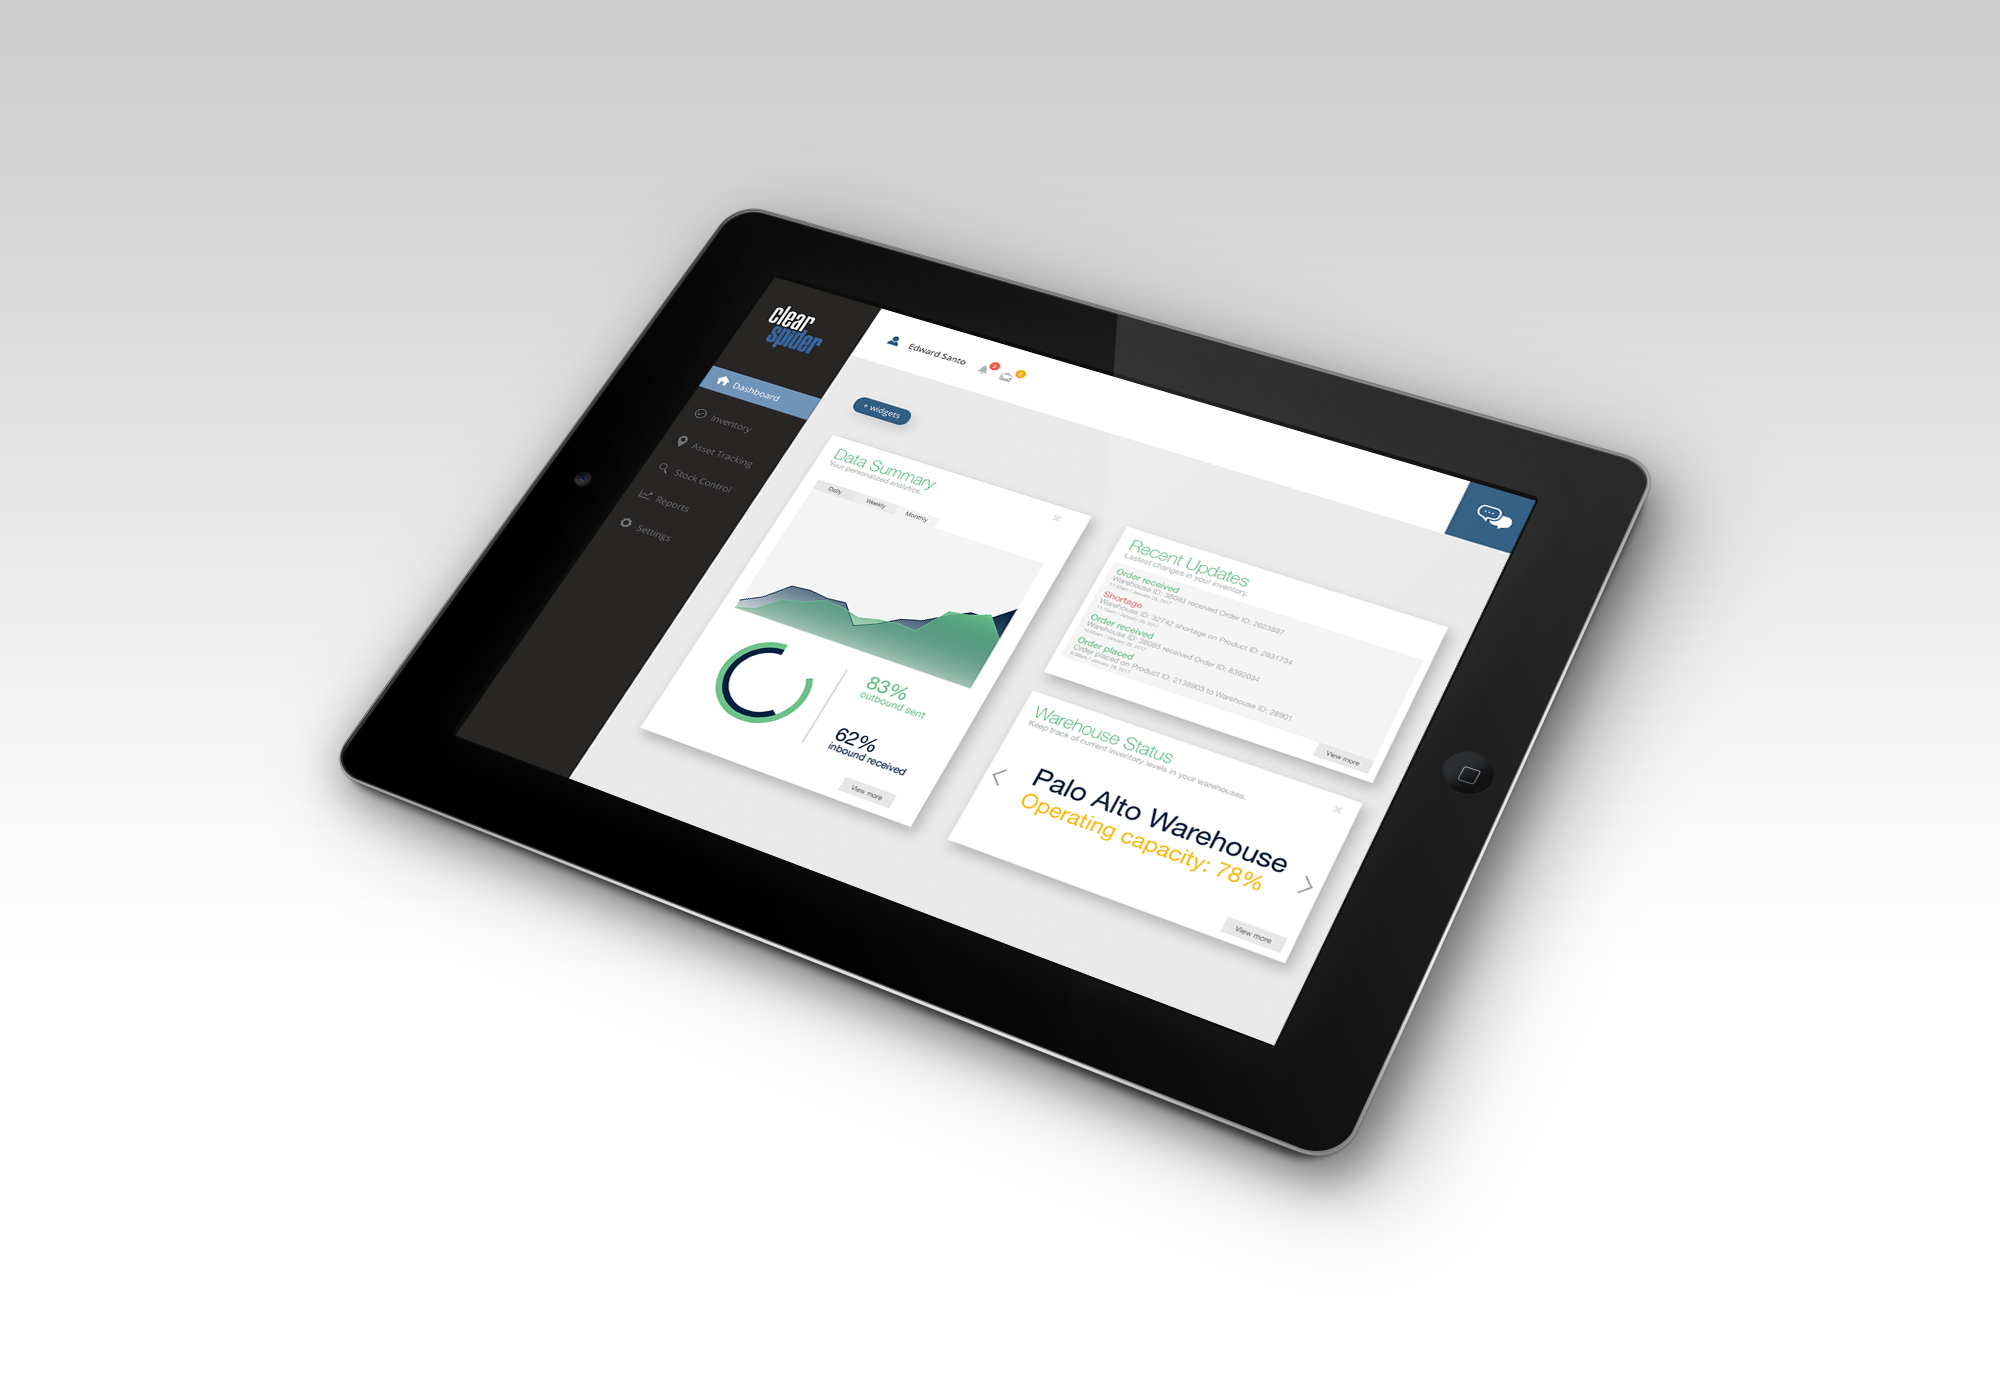 clear
spider
Dashboard
Inventory
Asset Tracking
Stock Control
Reports
Settings
Edward Santo
+ widgets
Data Summary
Your personalized analytics.
Daily
Weekly
Monthly
83%
outbound sent
62%
inbound received
View more
Recent Updates
Lastest changes in your inventory.
Order received
Warehouse ID: 38093 received Order ID: 2623887
Shortage
Warehouse ID: 32742 shortage on Product ID: 2831734
Order received
Warehouse ID: 38085 received Order ID: 8392034
Order placed
Order placed on Product ID: 2138903 to Warehouse ID: 28901
View more
Warehouse Status
Keep track of current inventory levels in your warehouses.
Palo Alto Warehouse
Operating capacity: 78%
View more